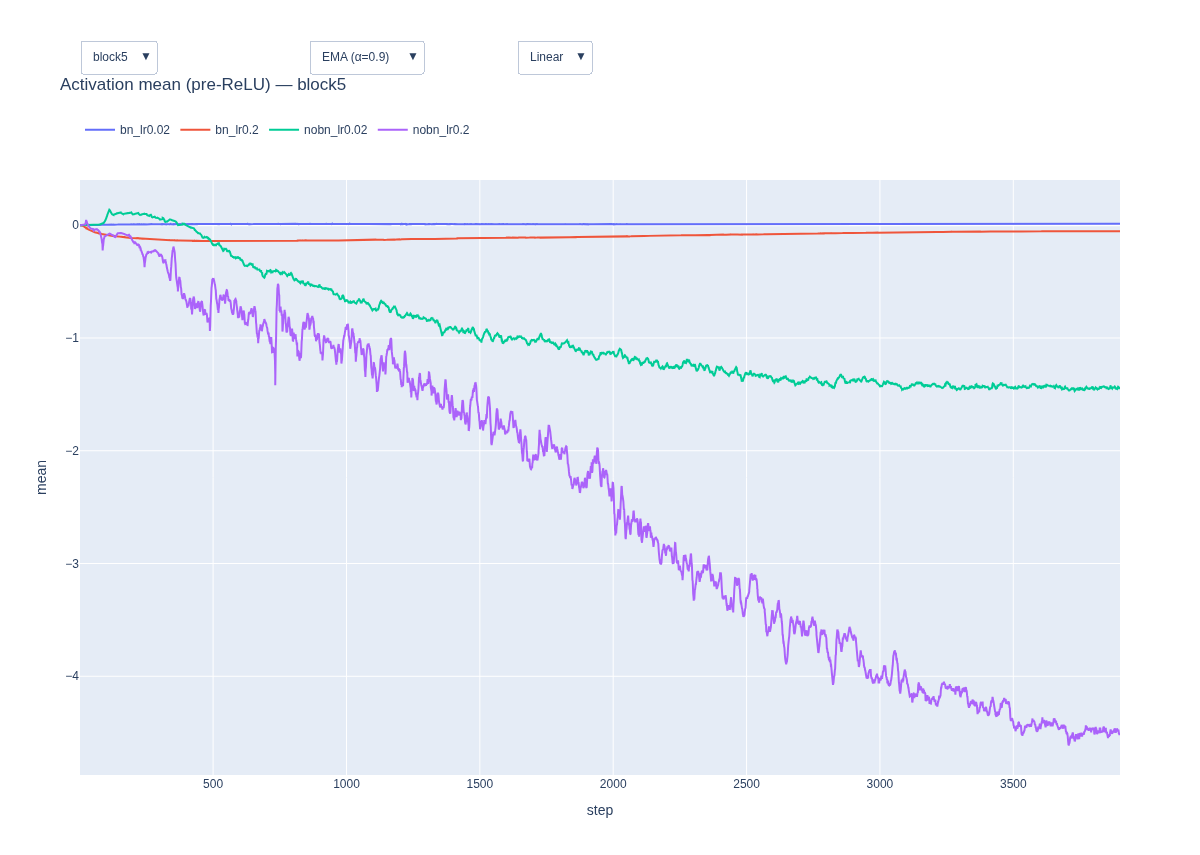 block5 ▼ EMA (α=0.9) ▼ Linear ▼
Activation mean (pre-ReLU) — block5
bn_lr0.02 bn_lr0.2 nobn_lr0.02 nobn_lr0.2
0
−1
−2
−3
−4
mean
500 1000 1500 2000 2500 3000 3500
step